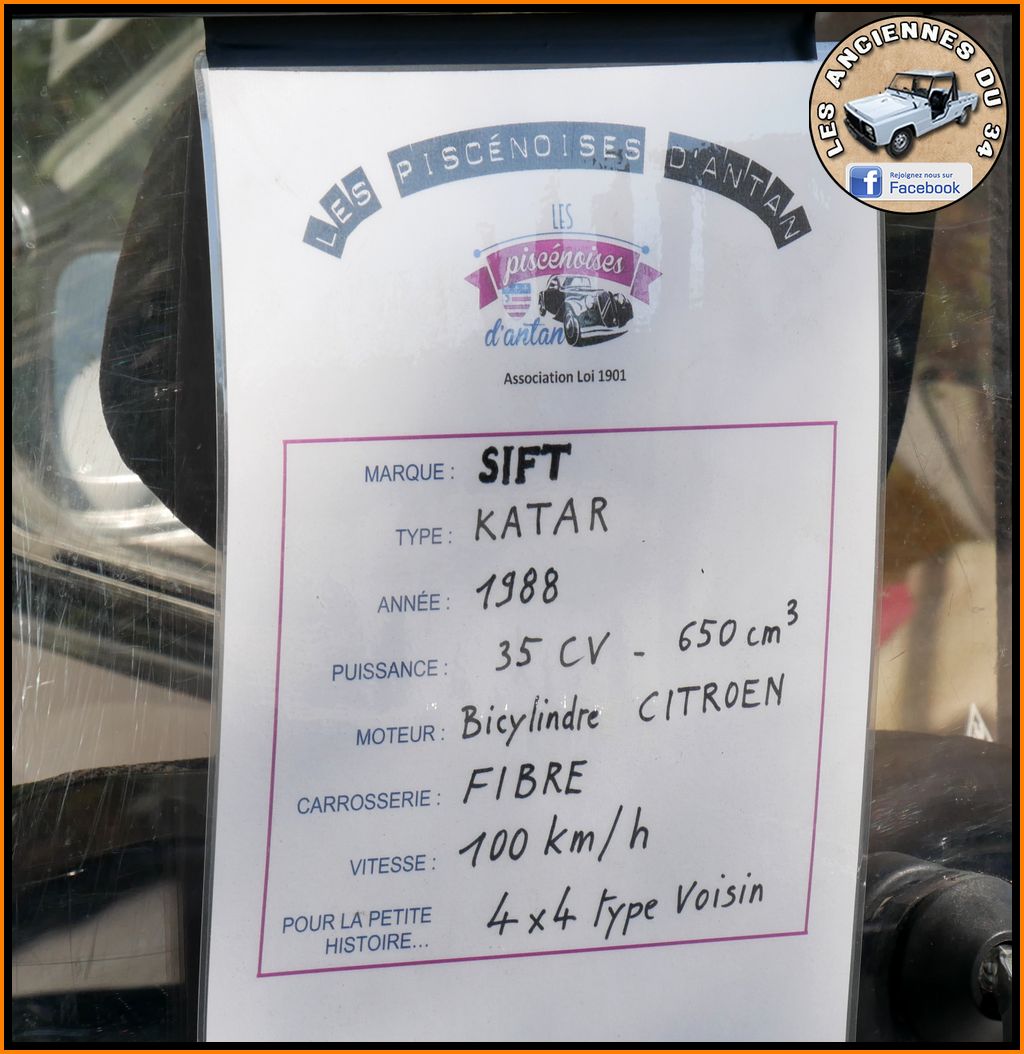 LES ANCIENNES DU 34
Rejoignez nous sur
Facebook
LES PISCÉNOISES D'ANTAN
LES
piscénoises
d'antan
Association Loi 1901
MARQUE : SIFT
TYPE : KATAR
ANNÉE : 1988
PUISSANCE : 35 CV - 650 cm³
MOTEUR : Bicylindre CITROEN
CARROSSERIE : FIBRE
VITESSE : 100 km/h
POUR LA PETITE
HISTOIRE... 4x4 type Voisin